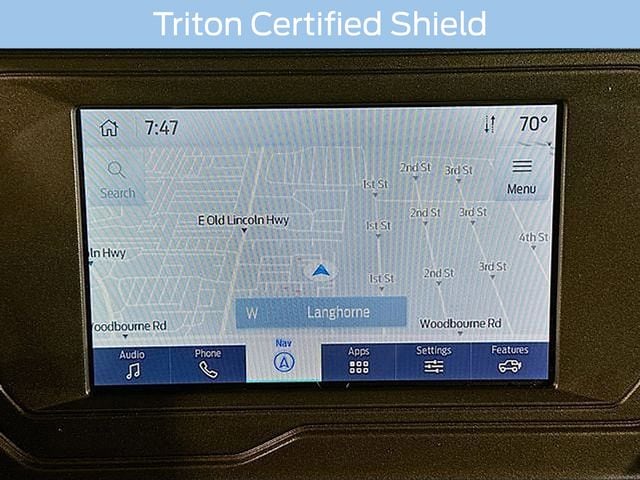 Triton Certified Shield
7:47
70°
Search
Menu
1st St
2nd St
3rd St
E Old Lincoln Hwy
1st St
2nd St
3rd St
4th St
ln Hwy
1st St
2nd St
3rd St
W Langhorne
Woodbourne Rd
Woodbourne Rd
Audio
Phone
Nav
Apps
Settings
Features